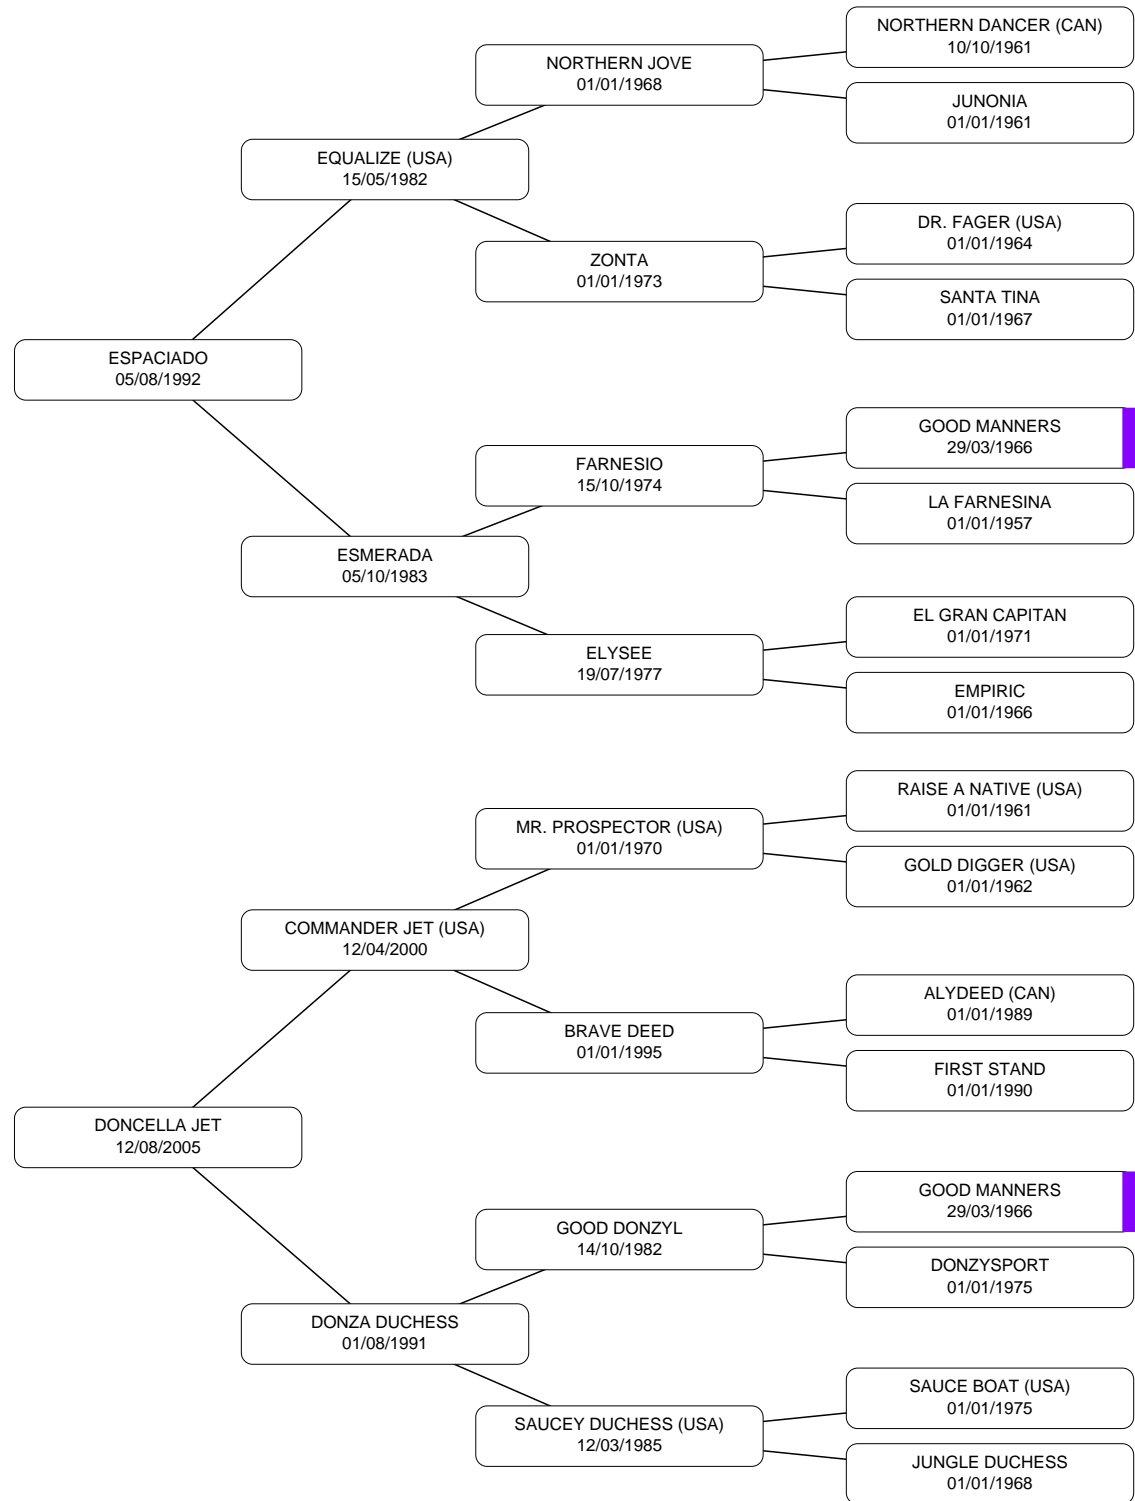 NORTHERN DANCER (CAN)
10/10/1961
NORTHERN JOVE
01/01/1968
JUNONIA
01/01/1961
EQUALIZE (USA)
15/05/1982
DR. FAGER (USA)
01/01/1964
ZONTA
01/01/1973
SANTA TINA
01/01/1967
ESPACIADO
05/08/1992
GOOD MANNERS
29/03/1966
FARNESIO
15/10/1974
LA FARNESINA
01/01/1957
ESMERADA
05/10/1983
EL GRAN CAPITAN
01/01/1971
ELYSEE
19/07/1977
EMPIRIC
01/01/1966
RAISE A NATIVE (USA)
01/01/1961
MR. PROSPECTOR (USA)
01/01/1970
GOLD DIGGER (USA)
01/01/1962
COMMANDER JET (USA)
12/04/2000
ALYDEED (CAN)
01/01/1989
BRAVE DEED
01/01/1995
FIRST STAND
01/01/1990
DONCELLA JET
12/08/2005
GOOD MANNERS
29/03/1966
GOOD DONZYL
14/10/1982
DONZYSPORT
01/01/1975
DONZA DUCHESS
01/08/1991
SAUCE BOAT (USA)
01/01/1975
SAUCEY DUCHESS (USA)
12/03/1985
JUNGLE DUCHESS
01/01/1968